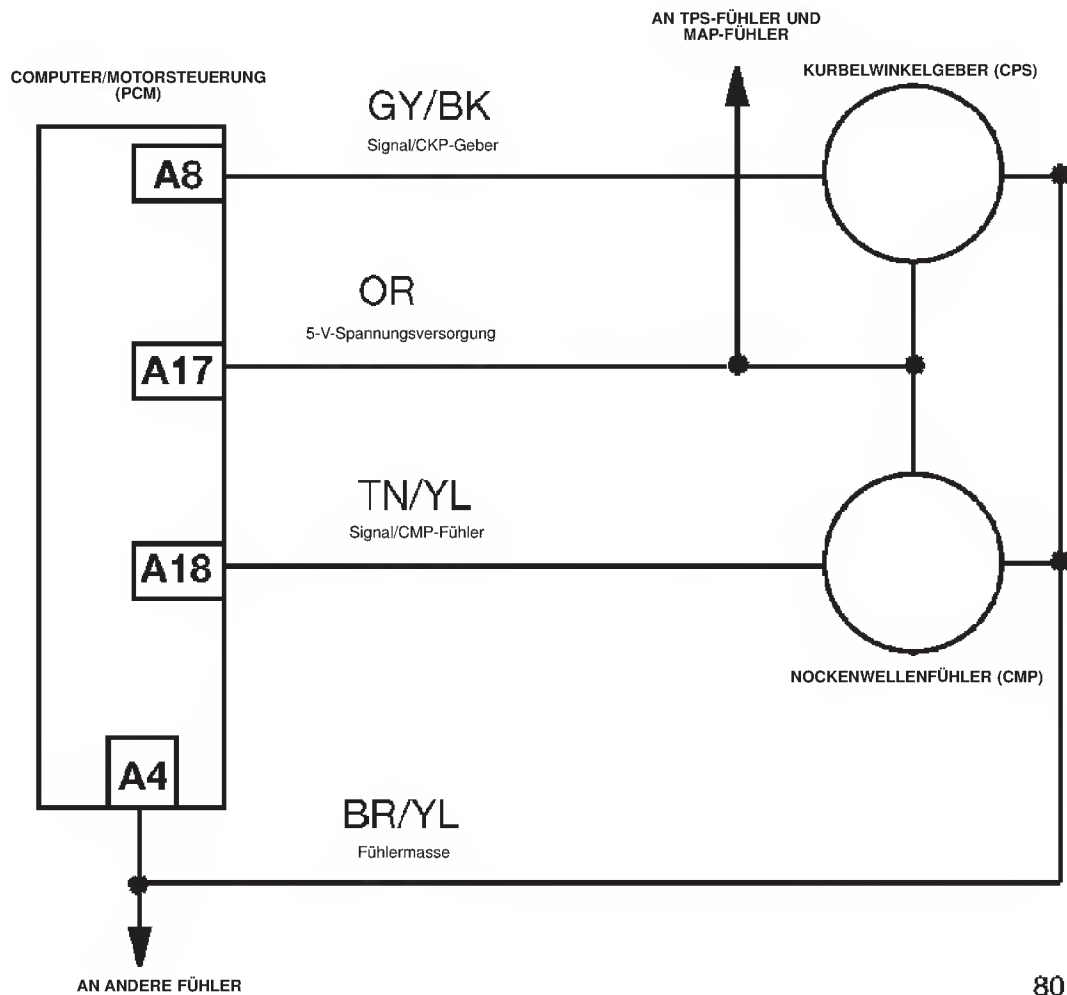 AN TPS-FÜHLER UND
MAP-FÜHLER
COMPUTER/MOTORSTEUERUNG
(PCM)
KURBELWINKELGEBER (CPS)
GY/BK
Signal/CKP-Geber
A8
OR
5-V-Spannungsversorgung
A17
TN/YL
Signal/CMP-Fühler
A18
NOCKENWELLENFÜHLER (CMP)
A4
BR/YL
Fühlermasse
AN ANDERE FÜHLER
80